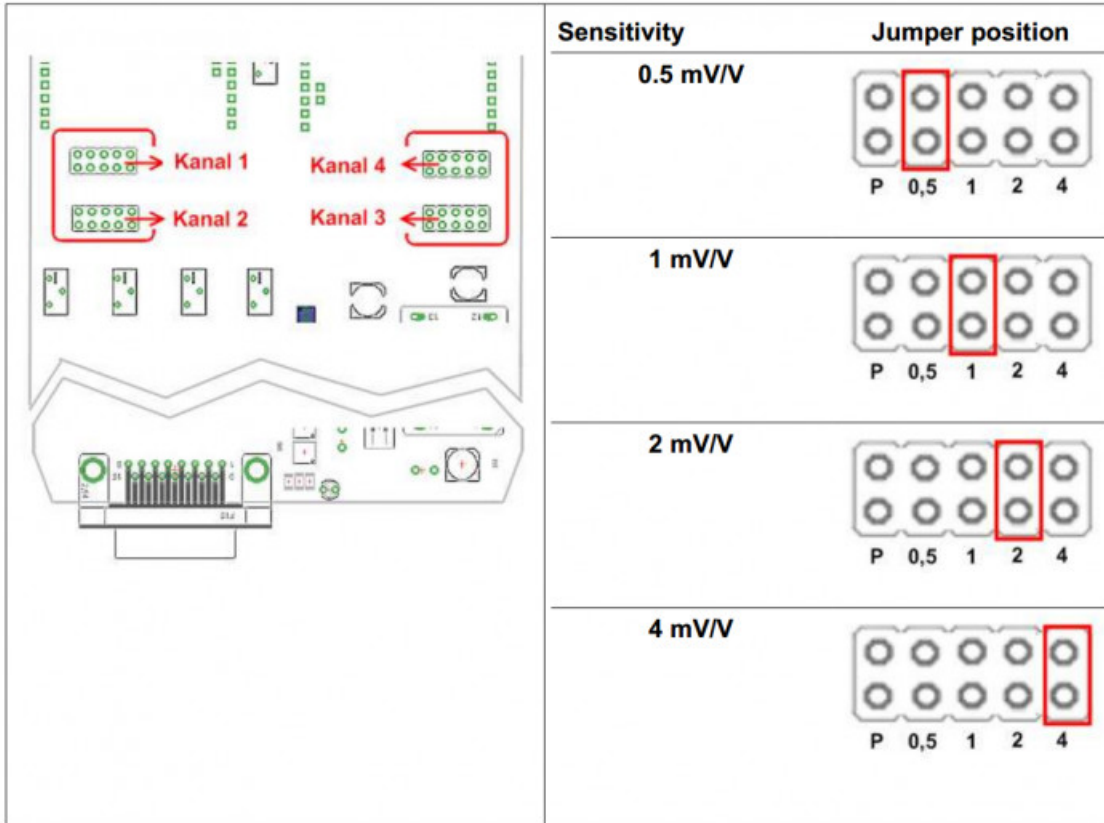 Kanal 1
Kanal 4
Kanal 2
Kanal 3
Sensitivity Jumper position
0.5 mV/V
P 0,5 1 2 4
1 mV/V
P 0,5 1 2 4
2 mV/V
P 0,5 1 2 4
4 mV/V
P 0,5 1 2 4